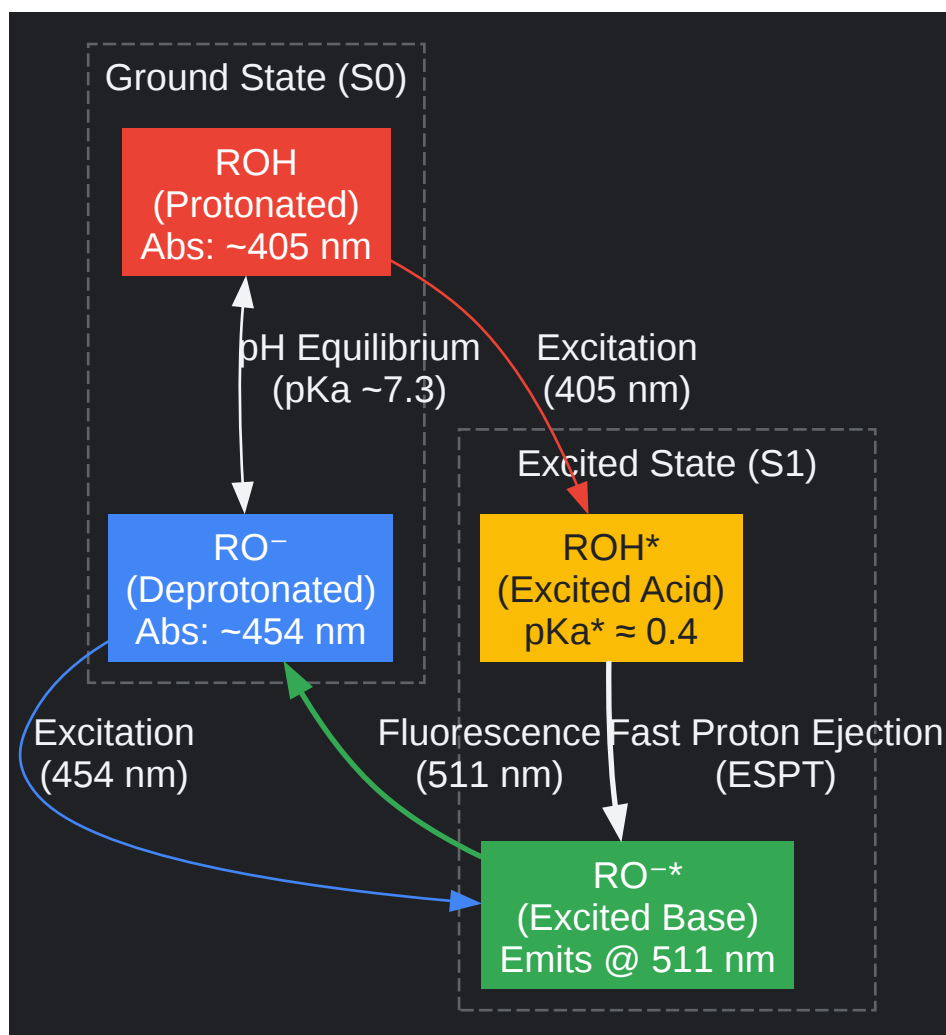 Ground State (S0)
ROH
(Protonated)
Abs: ~405 nm
pH Equilibrium
(pKa ~7.3)
Excitation
(405 nm)
Excited State (S1)
RO⁻
(Deprotonated)
Abs: ~454 nm
ROH*
(Excited Acid)
pKa* ≈ 0.4
Excitation
(454 nm)
Fluorescence
(511 nm)
Fast Proton Ejection
(ESPT)
RO⁻*
(Excited Base)
Emits @ 511 nm